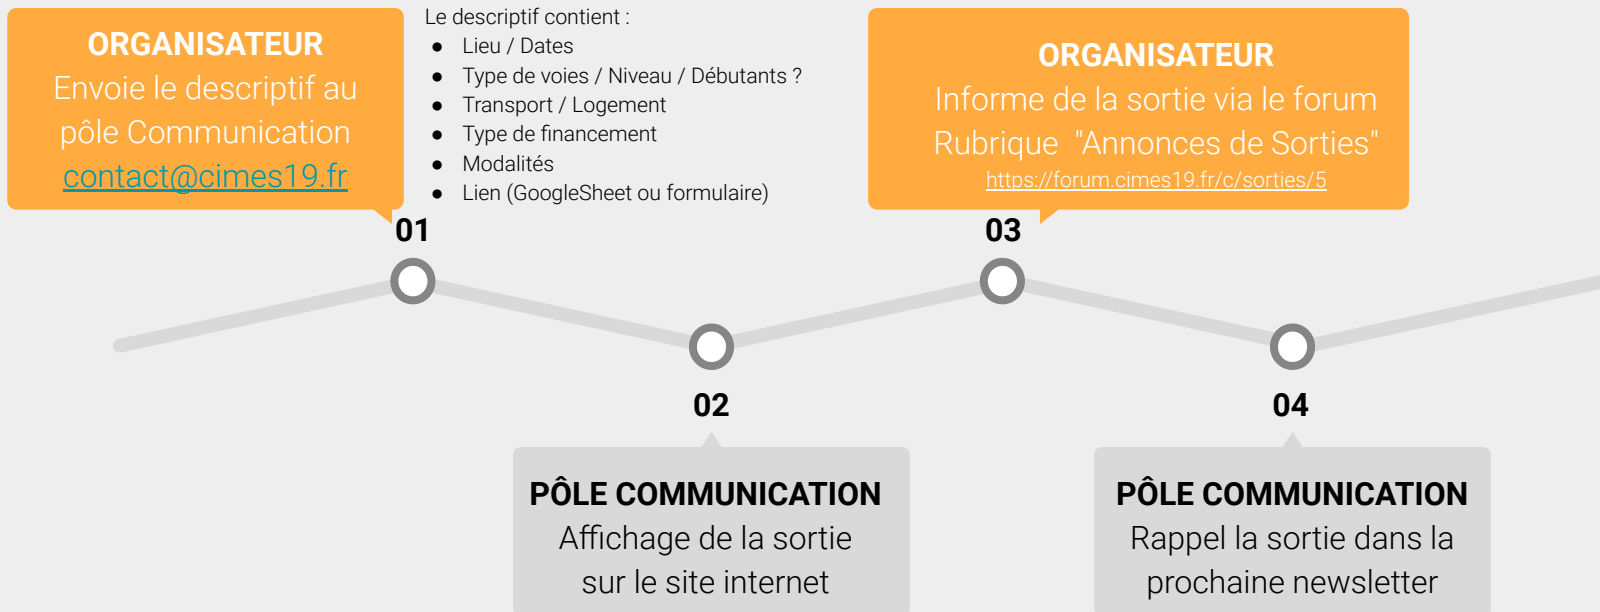 ORGANISATEUR
Envoie le descriptif au
pôle Communication
contact@cimes19.fr
Le descriptif contient :
● Lieu / Dates
● Type de voies / Niveau / Débutants ?
● Transport / Logement
● Type de financement
● Modalités
● Lien (GoogleSheet ou formulaire)
ORGANISATEUR
Informe de la sortie via le forum
Rubrique "Annonces de Sorties"
https://forum.cimes19.fr/c/sorties/5
01
03
02
04
PÔLE COMMUNICATION
Affichage de la sortie
sur le site internet
PÔLE COMMUNICATION
Rappel la sortie dans la
prochaine newsletter